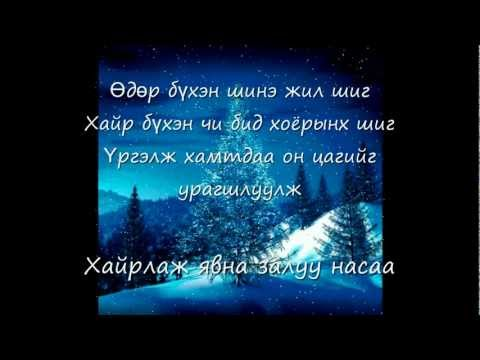 Өдөр бүхэн шинэ жил шиг
Хайр бүхэн чи бид хоёрынх шиг
Үргэлж хамтдаа он цагийг
урагшлуулж
Хайрлаж явна залуу насаа